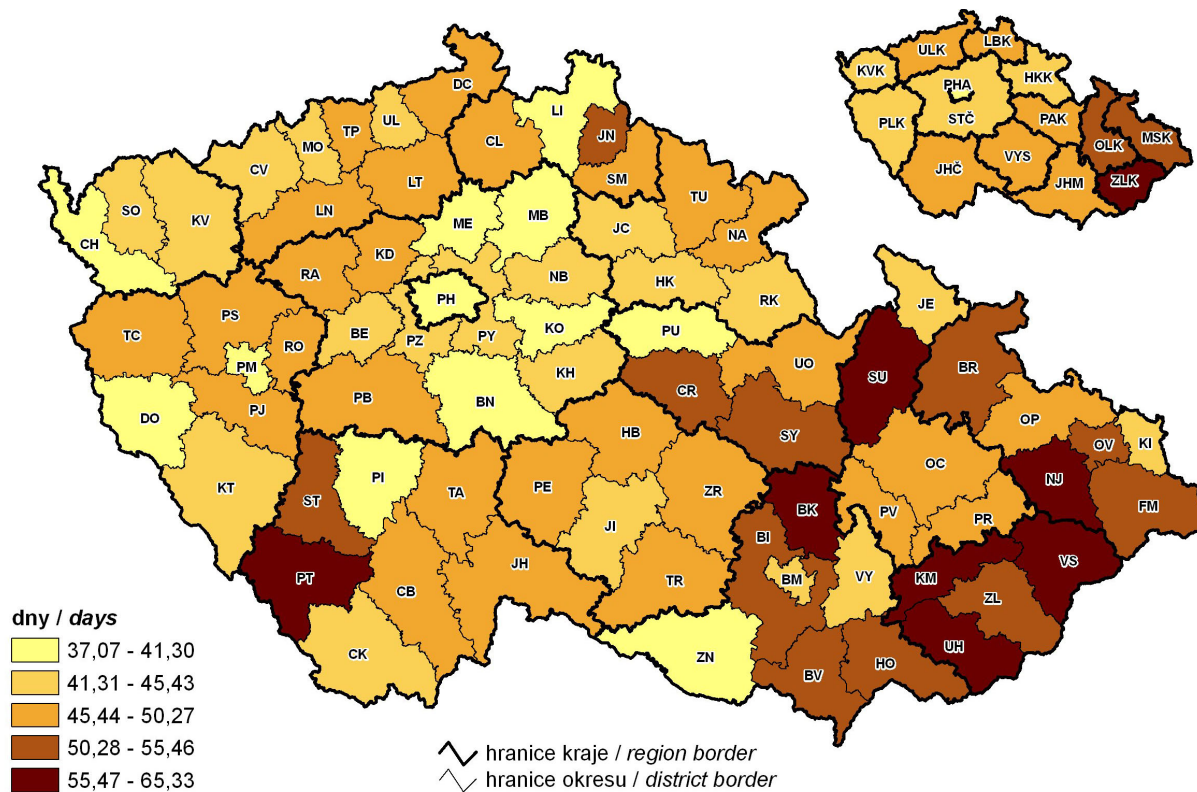 DC
LI
UL
TP
JN
CL
MO
CV
SM
LT
TU
SO
KV
LN
ME
MB
JC
NA
CH
KD
RA
NB
HK
RK
JE
PH
PS
KO
PU
TC
BE
PZ
PY
RO
UO
SU
BR
PM
KH
CR
PB
BN
PJ
DO
OP
HB
SY
OV
KI
OC
KT
PI
TA
PE
ZR
NJ
ST
BK
PV
PR
FM
JI
BI
VS
PT
JH
TR
BM
VY
KM
CB
ZL
UH
CK
ZN
BV
HO
ULK
LBK
KVK
HKK
PHA
STČ
PLK
PAK
MSK
OLK
VYS
JHČ
JHM
ZLK
dny / days
37,07 - 41,30
41,31 - 45,43
45,44 - 50,27
50,28 - 55,46
55,47 - 65,33
hranice kraje / region border
hranice okresu / district border